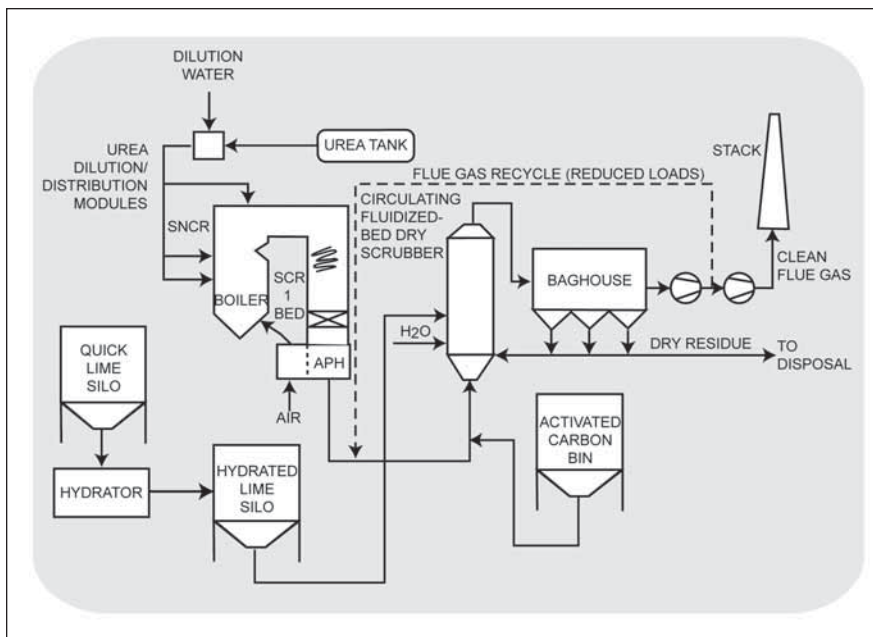 DILUTION
WATER
UREA TANK
UREA
DILUTION/
DISTRIBUTION
MODULES
SNCR
FLUE GAS RECYCLE (REDUCED LOADS)
STACK
CIRCULATING
FLUIDIZED-
BED DRY
SCRUBBER
CLEAN
FLUE GAS
BOILER
SCR
1
BED
BAGHOUSE
H2O
DRY RESIDUE
TO
DISPOSAL
QUICK
LIME
SILO
APH
AIR
ACTIVATED
CARBON
BIN
HYDRATOR
HYDRATED
LIME
SILO